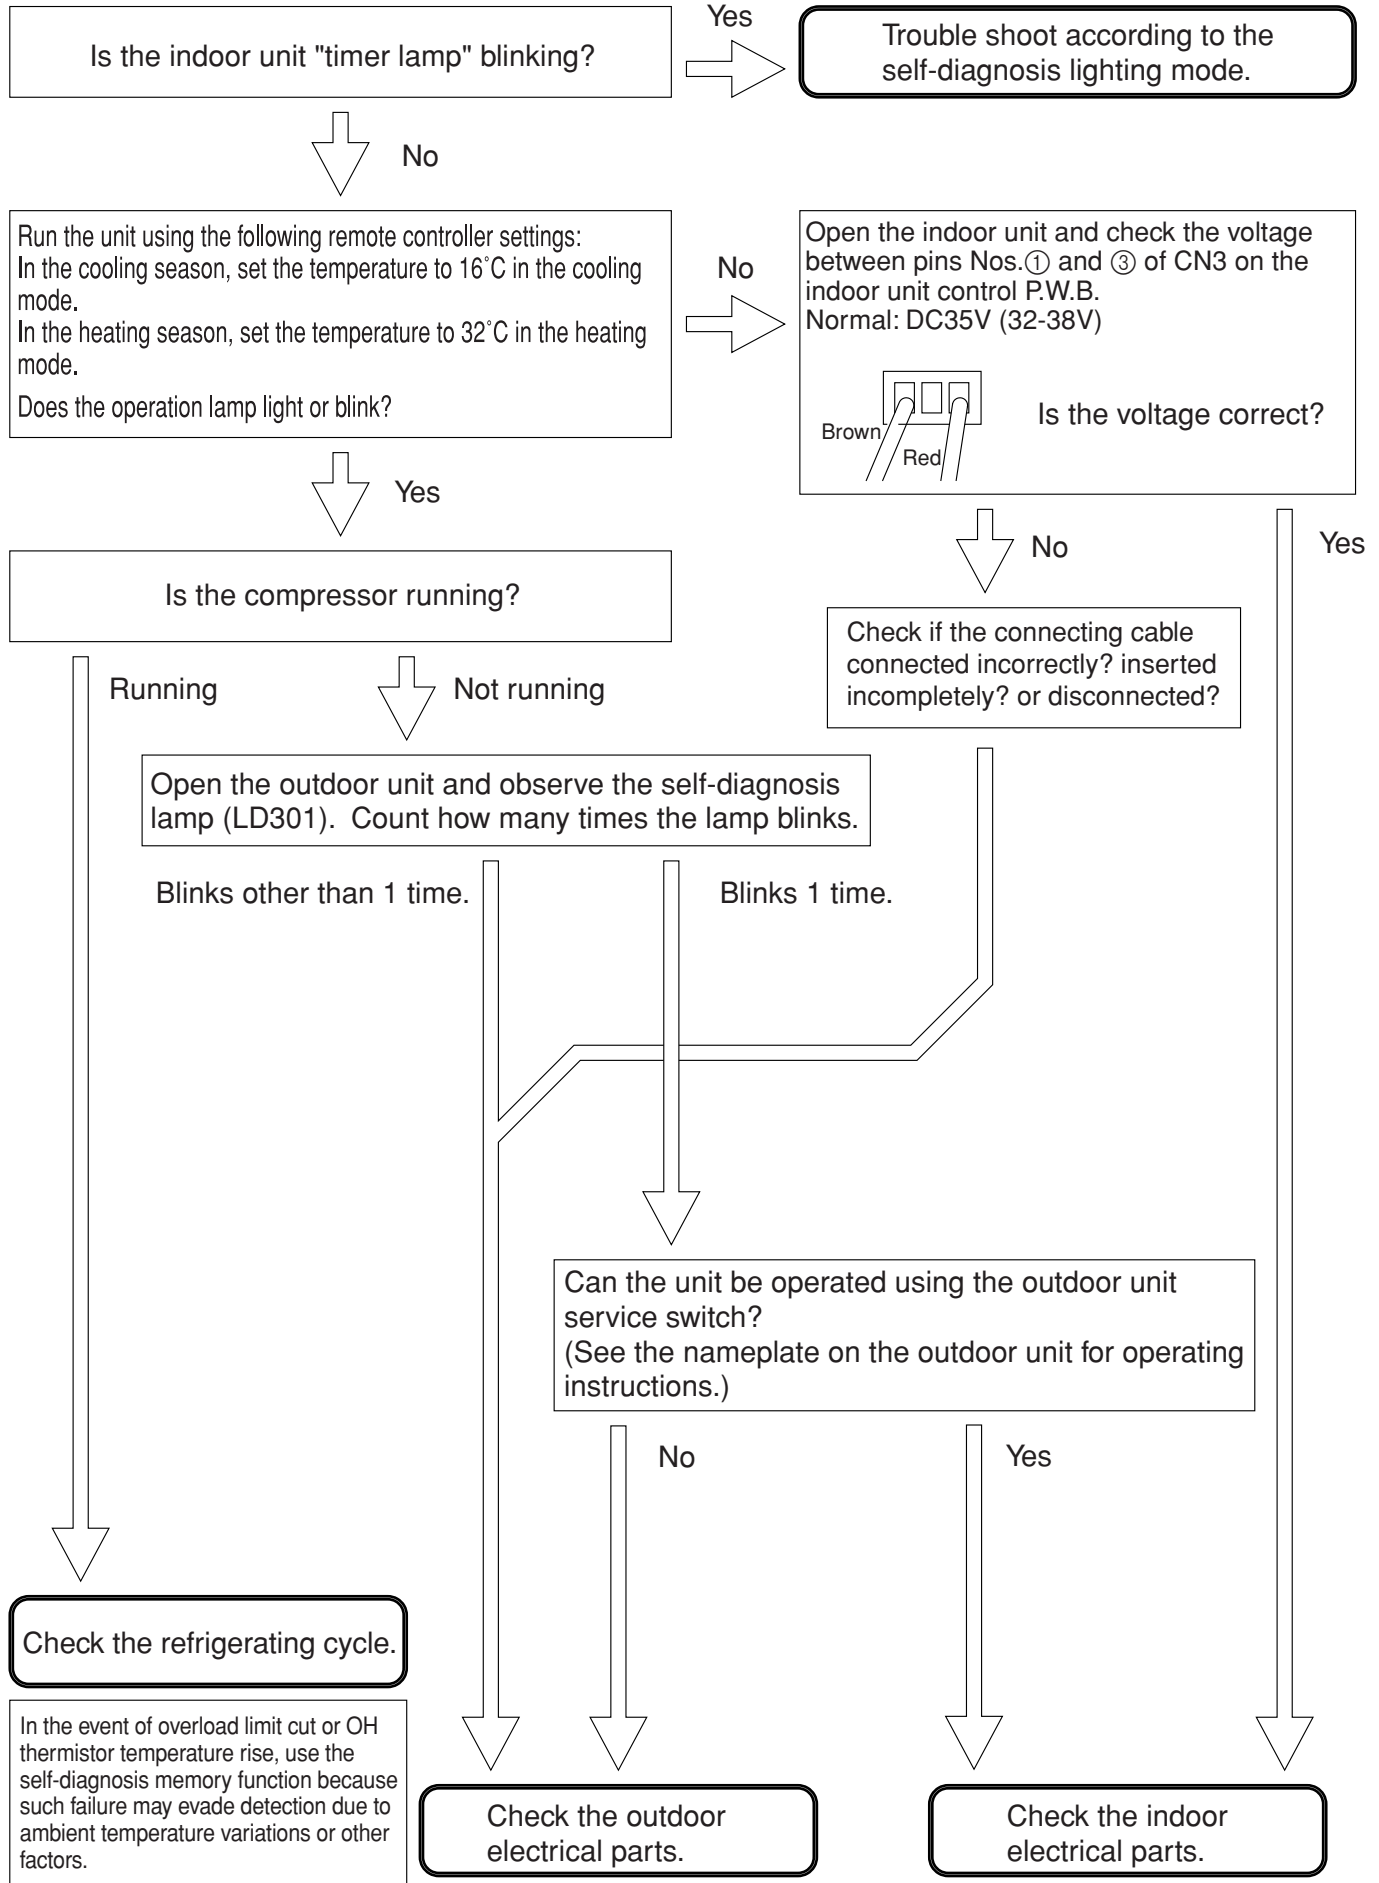 Is the indoor unit "timer lamp" blinking?
Yes
Trouble shoot according to the
self-diagnosis lighting mode.
No
Run the unit using the following remote controller settings:
In the cooling season, set the temperature to 16˚C in the cooling
mode.
In the heating season, set the temperature to 32˚C in the heating
mode.
Does the operation lamp light or blink?
No
Open the indoor unit and check the voltage
between pins Nos.① and ③ of CN3 on the
indoor unit control P.W.B.
Normal: DC35V (32-38V)
Brown
Red
Is the voltage correct?
Yes
No
Yes
Is the compressor running?
Check if the connecting cable
connected incorrectly? inserted
incompletely? or disconnected?
Running
Not running
Open the outdoor unit and observe the self-diagnosis
lamp (LD301). Count how many times the lamp blinks.
Blinks other than 1 time.
Blinks 1 time.
Can the unit be operated using the outdoor unit
service switch?
(See the nameplate on the outdoor unit for operating
instructions.)
No
Yes
Check the refrigerating cycle.
In the event of overload limit cut or OH
thermistor temperature rise, use the
self-diagnosis memory function because
such failure may evade detection due to
ambient temperature variations or other
factors.
Check the outdoor
electrical parts.
Check the indoor
electrical parts.